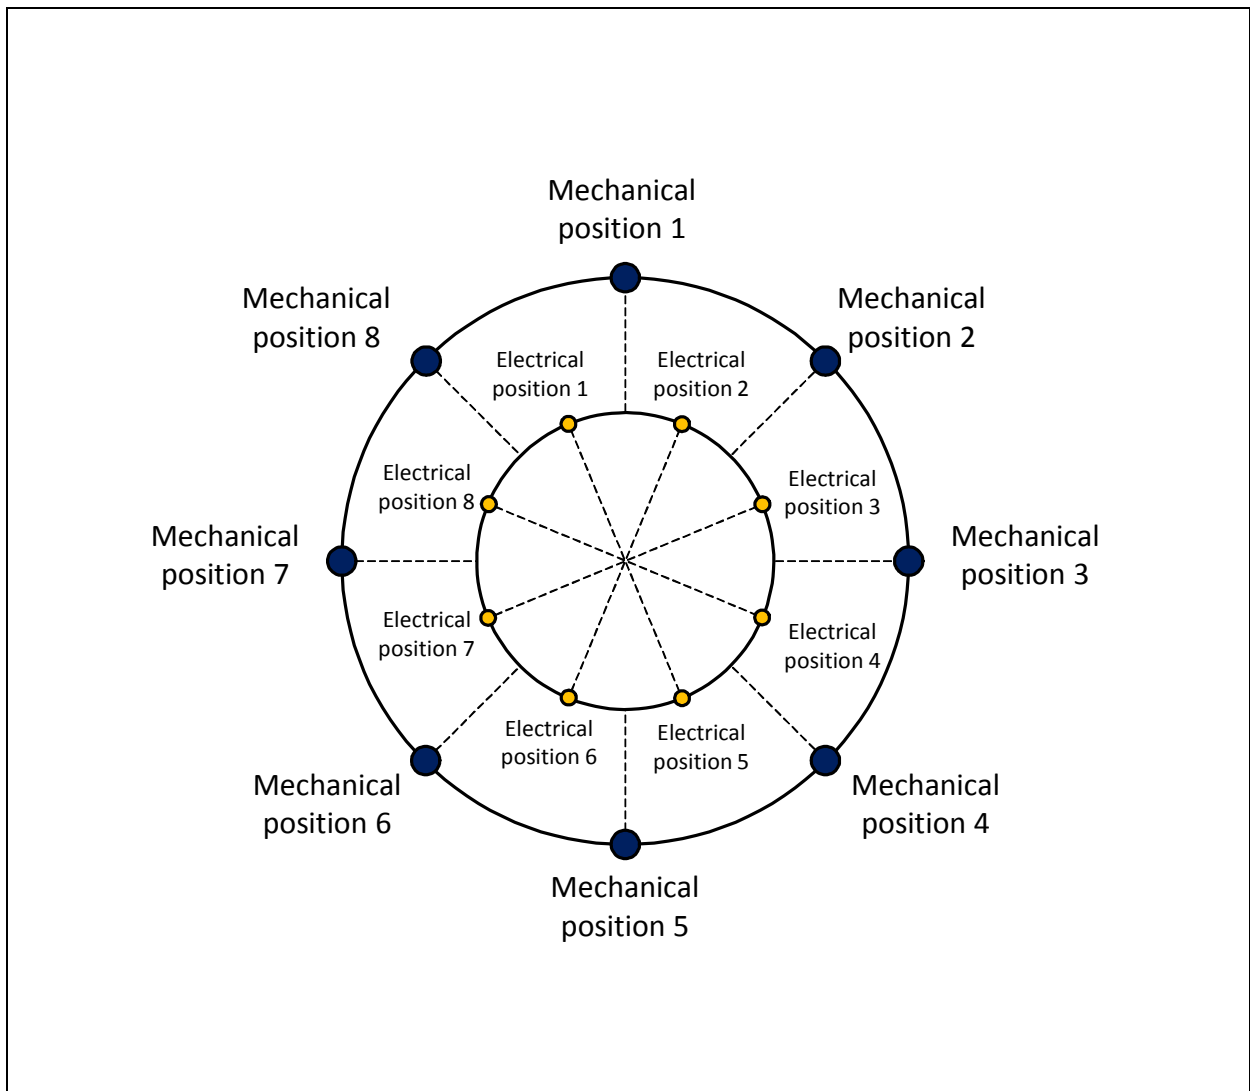 Mechanical
position 1
Mechanical
position 8
Mechanical
position 2
Electrical
position 1
Electrical
position 2
Electrical
position 8
Electrical
position 3
Mechanical
position 7
Mechanical
position 3
Electrical
position 7
Electrical
position 4
Electrical
position 6
Electrical
position 5
Mechanical
position 6
Mechanical
position 4
Mechanical
position 5